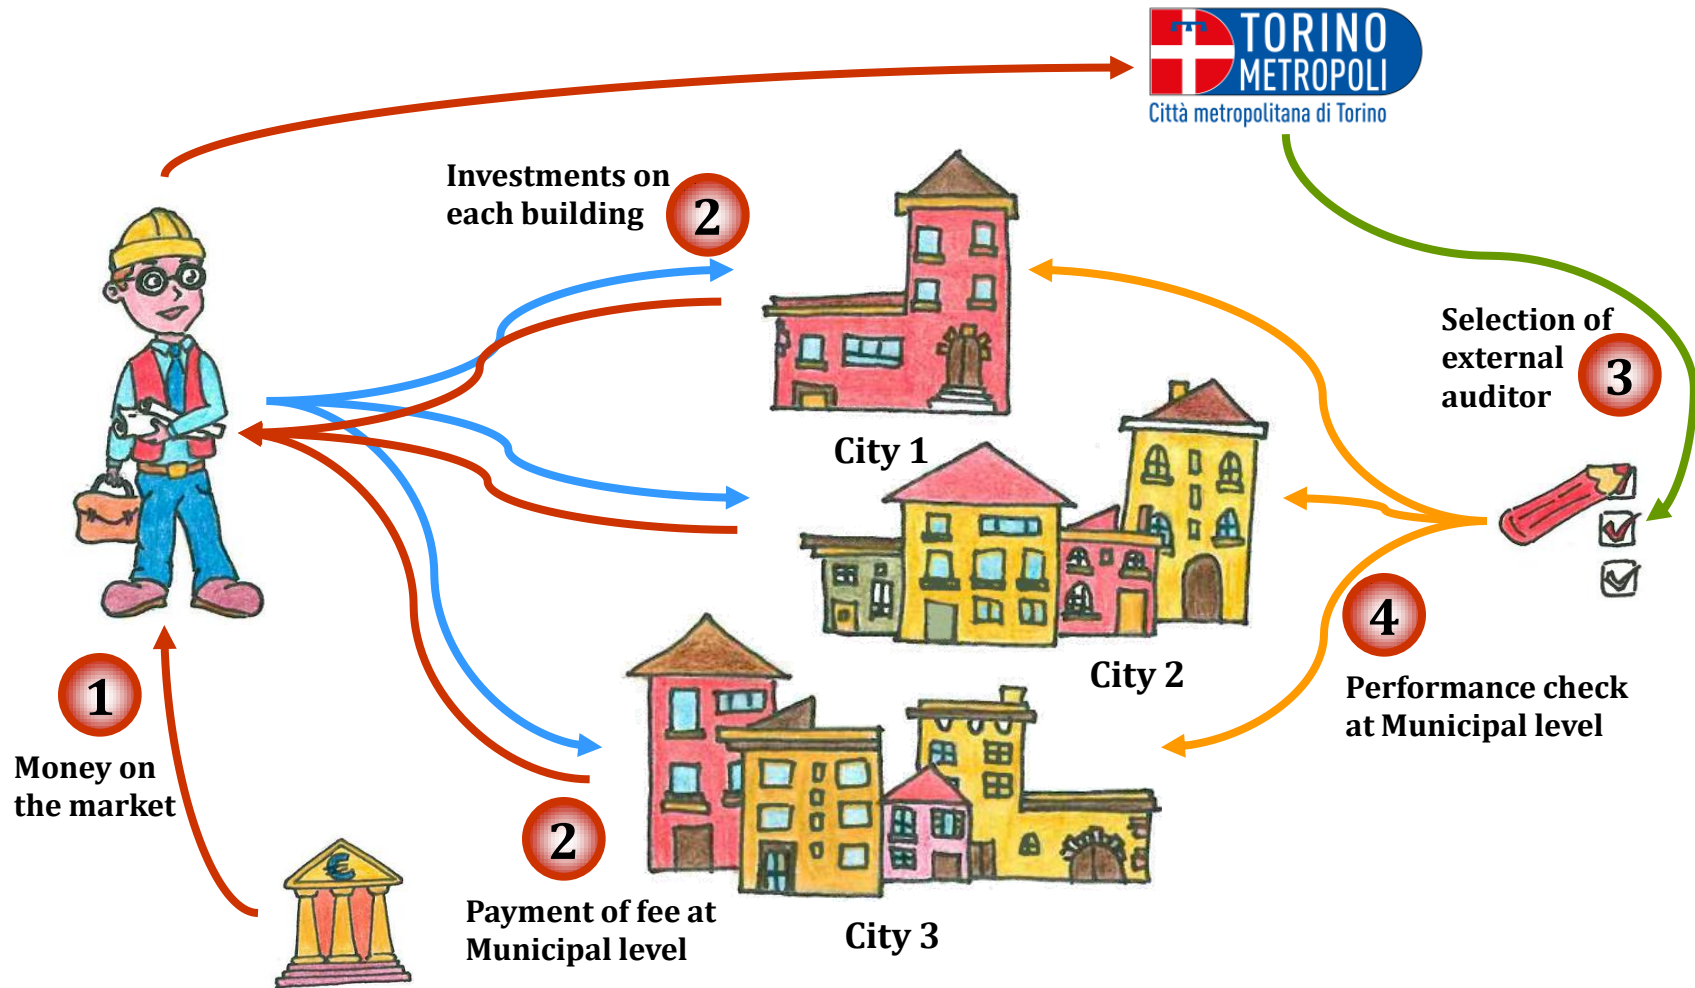 TORINO
METROPOLI
Città metropolitana di Torino
Investments on
each building
2
Selection of
external
auditor
3
City 1
City 2
4
Performance check
at Municipal level
1
Money on
the market
2
Payment of fee at
Municipal level
City 3
€